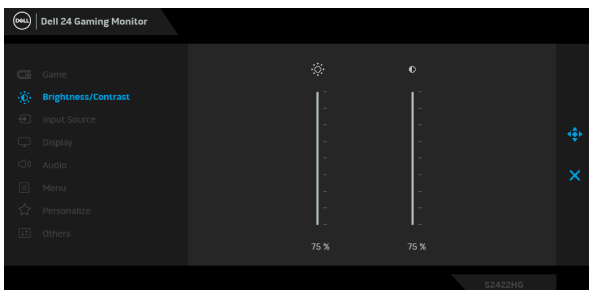 DELL Dell 24 Gaming Monitor
Game
Brightness/Contrast
Input Source
Display
Audio
Menu
Personalize
Others
75 % 75 %
S2422HG